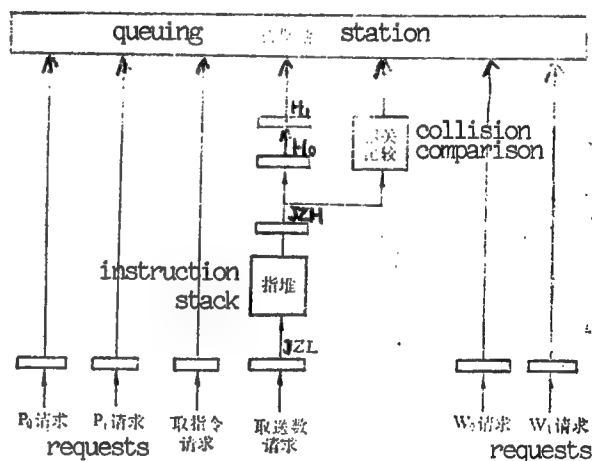 queuing station
H₁
H₀
collision
comparison
比较
JZH
instruction
stack
指堆
JZL
P₀请求
P₁请求
取指令
请求
取送数
请求
W₀请求
W₁请求
requests
requests